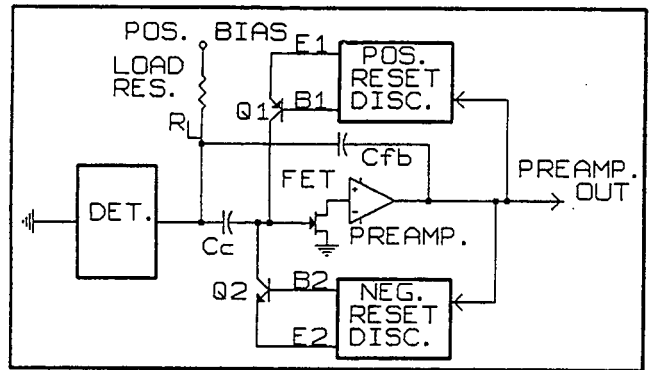 POS. BIAS
LOAD
RES.
RL
E1
B1
Q1
POS.
RESET
DISC.
Cfb
FET
PREAMP.
OUT
DET.
Cc
+
−
PREAMP.
Q2
B2
E2
NEG.
RESET
DISC.